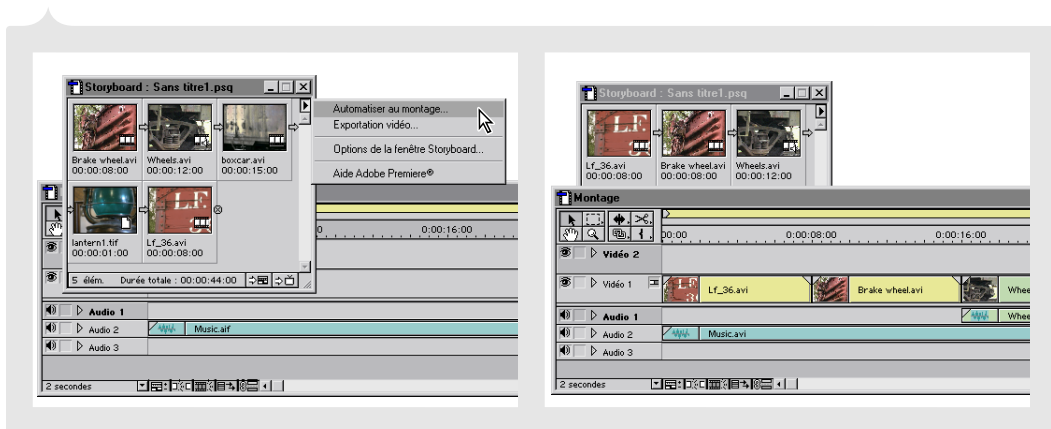 Storyboard : Sans titre1.psq
Brake wheel.avi
00:00:08:00
Wheels.avi
00:00:12:00
boxcar.avi
00:00:15:00
lantern1.tif
00:00:01:00
Lf_36.avi
00:00:08:00
5 élém. Durée totale : 00:00:44:00
Automatiser au montage...
Exportation vidéo...
Options de la fenêtre Storyboard...
Aide Adobe Premiere®
0:00:16:00
Audio 1
Audio 2
Music.aif
Audio 3
2 secondes
Storyboard : Sans titre1.psq
LF
Lf_36.avi
00:00:08:00
Brake wheel.avi
00:00:08:00
Wheels.avi
00:00:12:00
Montage
00:00
0:00:08:00
0:00:16:00
Vidéo 2
Vidéo 1
Lf_36.avi
Brake wheel.avi
Whee
Audio 1
Whee
Audio 2
Music.avi
Audio 3
2 secondes